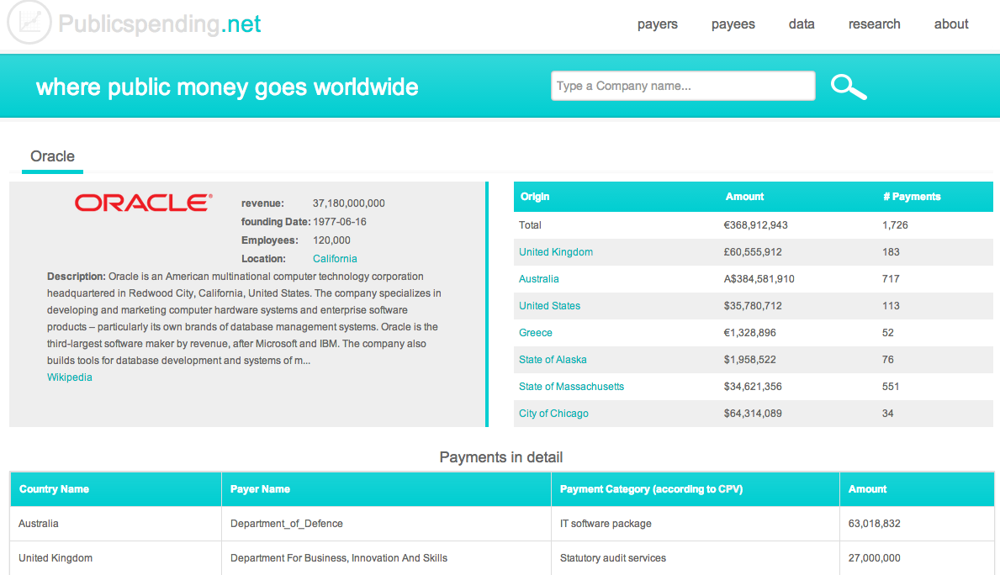 Publicspending.net
payers payees data research about
where public money goes worldwide
Type a Company name...
Oracle
ORACLE®
revenue: 37,180,000,000
founding Date: 1977-06-16
Employees: 120,000
Location: California
Description: Oracle is an American multinational computer technology corporation
headquartered in Redwood City, California, United States. The company specializes in
developing and marketing computer hardware systems and enterprise software
products – particularly its own brands of database management systems. Oracle is the
third-largest software maker by revenue, after Microsoft and IBM. The company also
builds tools for database development and systems of m...
Wikipedia
Origin Amount # Payments
Total €368,912,943 1,726
United Kingdom £60,555,912 183
Australia A$384,581,910 717
United States $35,780,712 113
Greece €1,328,896 52
State of Alaska $1,958,522 76
State of Massachusetts $34,621,356 551
City of Chicago $64,314,089 34
Payments in detail
Country Name Payer Name Payment Category (according to CPV) Amount
Australia Department_of_Defence IT software package 63,018,832
United Kingdom Department For Business, Innovation And Skills Statutory audit services 27,000,000